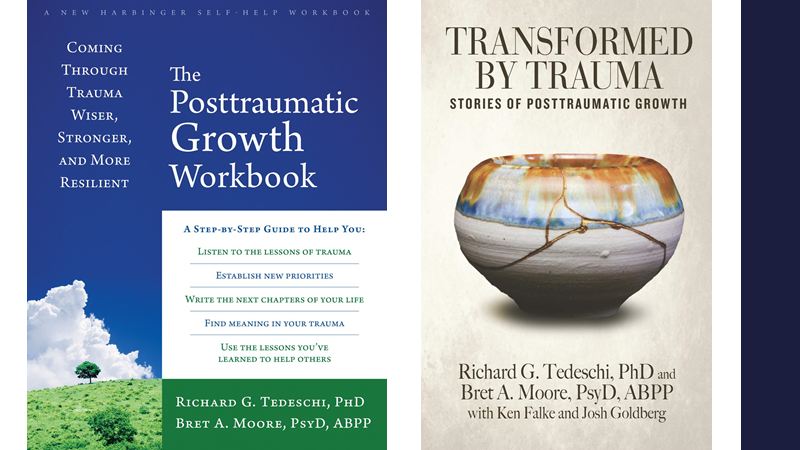 A NEW HARBINGER SELF-HELP WORKBOOK
Coming
Through
Trauma
Wiser,
Stronger,
and More
Resilient
The
Posttraumatic
Growth
Workbook
A Step-by-Step Guide to Help You:
Listen to the lessons of trauma
Establish new priorities
Write the next chapters of your life
Find meaning in your trauma
Use the lessons you've
learned to help others
Richard G. Tedeschi, PhD
Bret A. Moore, PsyD, ABPP
TRANSFORMED
BY TRAUMA
STORIES OF POSTTRAUMATIC GROWTH
Richard G. Tedeschi, PhD and
Bret A. Moore, PsyD, ABPP
with Ken Falke and Josh Goldberg